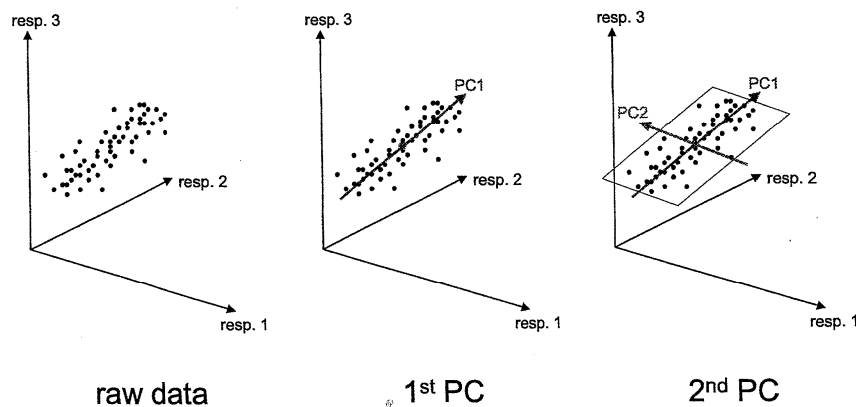 resp. 3
resp. 2
resp. 1
raw data
resp. 3
PC1
resp. 2
resp. 1
1st PC
resp. 3
PC1
PC2
resp. 2
resp. 1
2nd PC